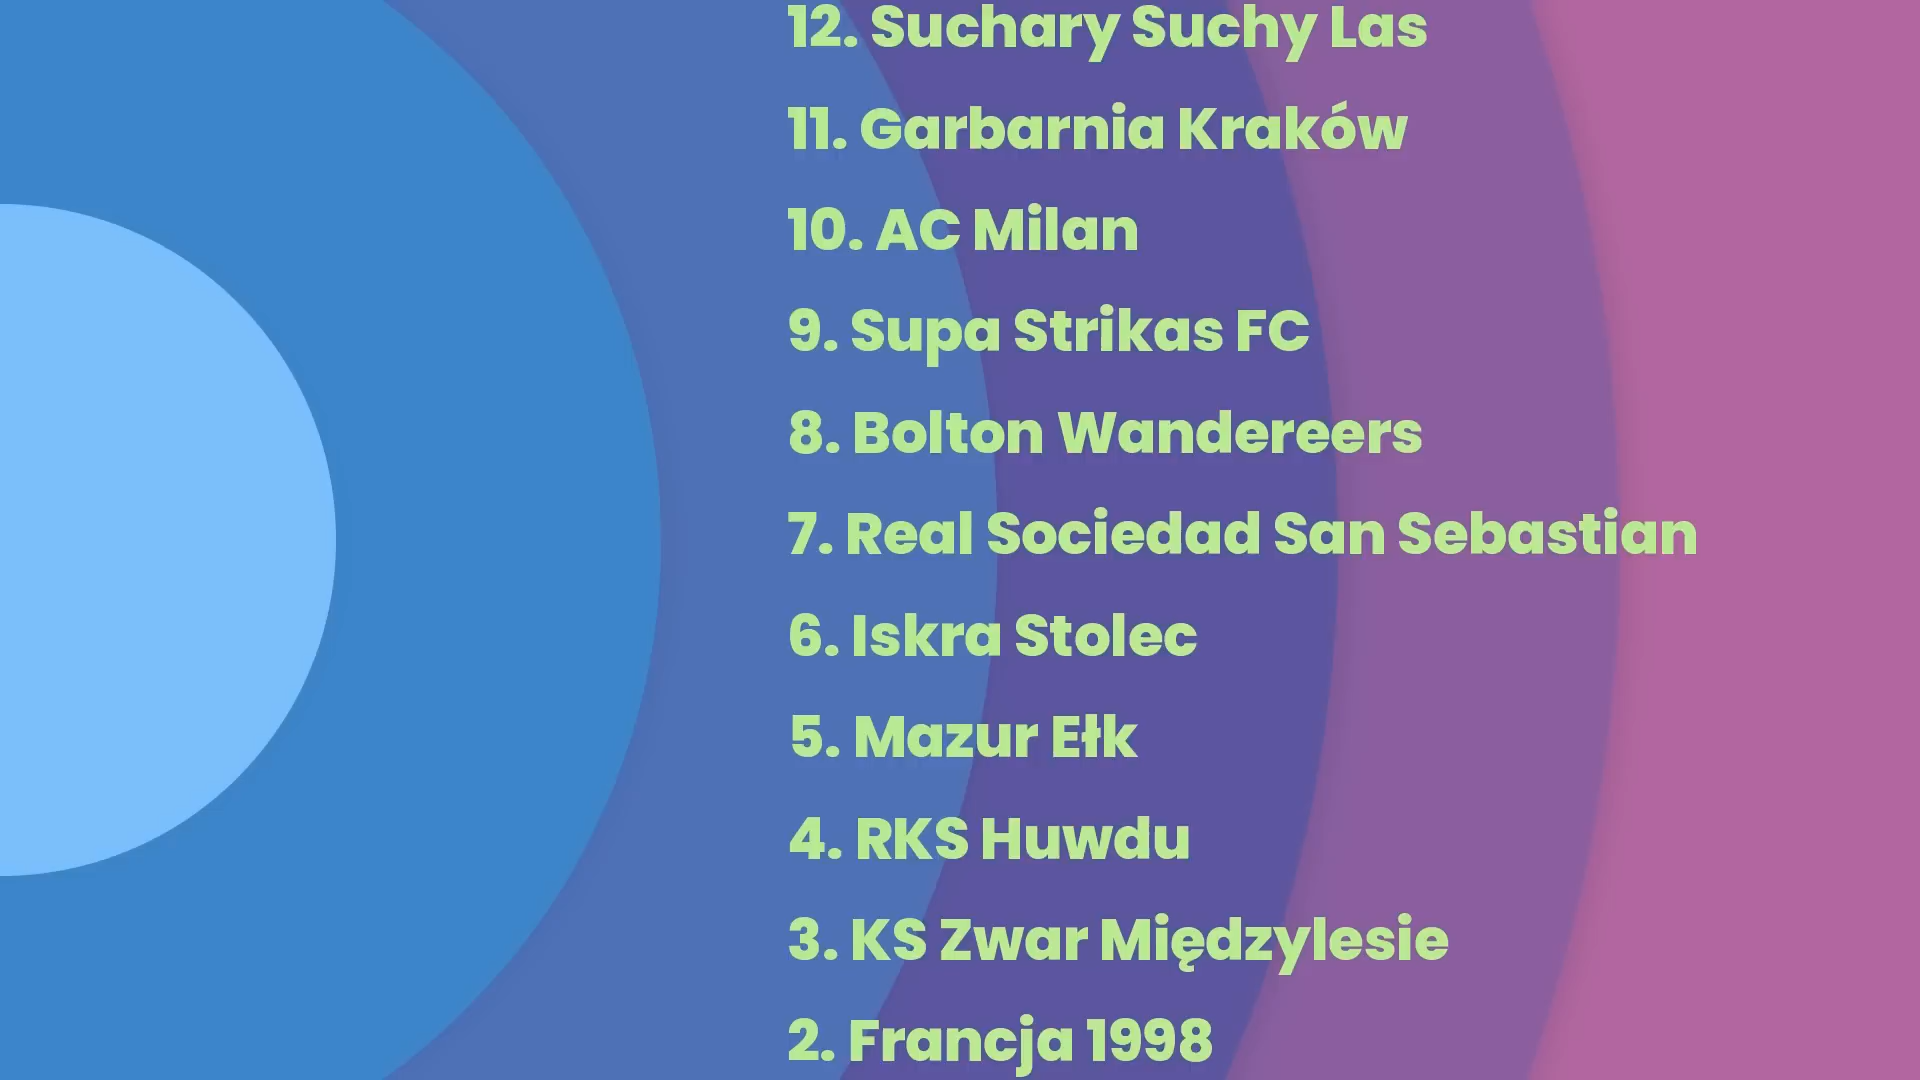 12. Suchary Suchy Las
11. Garbarnia Kraków
10. AC Milan
9. Supa Strikas FC
8. Bolton Wandereers
7. Real Sociedad San Sebastian
6. Iskra Stolec
5. Mazur Ełk
4. RKS Huwdu
3. KS Zwar Międzylesie
2. Francja 1998